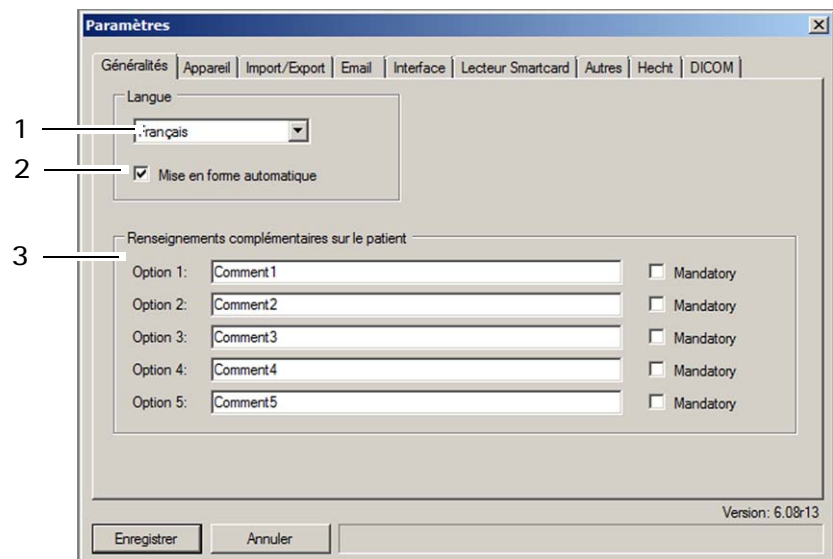 Paramètres
Généralités Appareil Import/Export Email Interface Lecteur Smartcard Autres Hecht DICOM
Langue
1 Français
2 Mise en forme automatique
3 Renseignements complémentaires sur le patient
Option 1: Comment1 Mandatory
Option 2: Comment2 Mandatory
Option 3: Comment3 Mandatory
Option 4: Comment4 Mandatory
Option 5: Comment5 Mandatory
Version: 6.08r13
Enregistrer Annuler